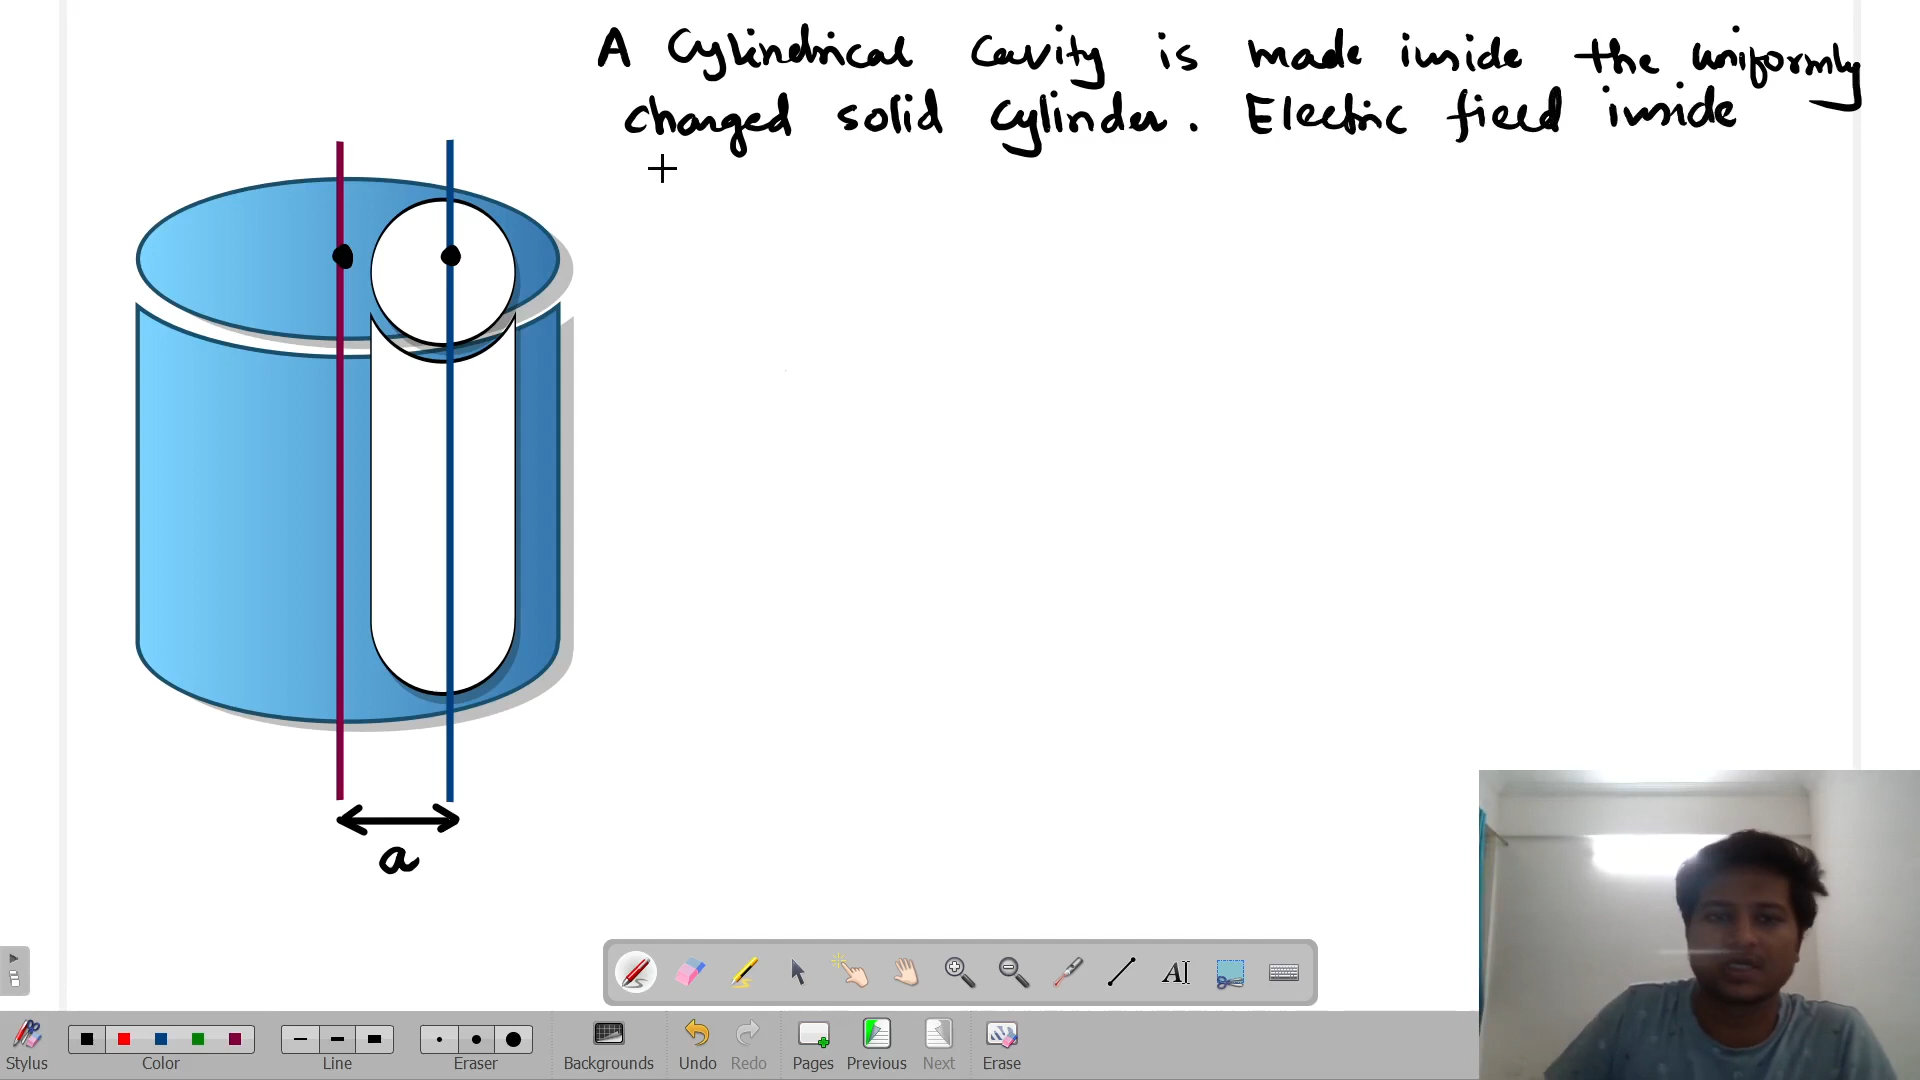 A Cylindrical Cavity is made inside the uniformly
charged solid cylinder. Electric field inside
a
Stylus
Color
Line
Eraser
Backgrounds
Undo
Redo
Pages
Previous
Next
Erase